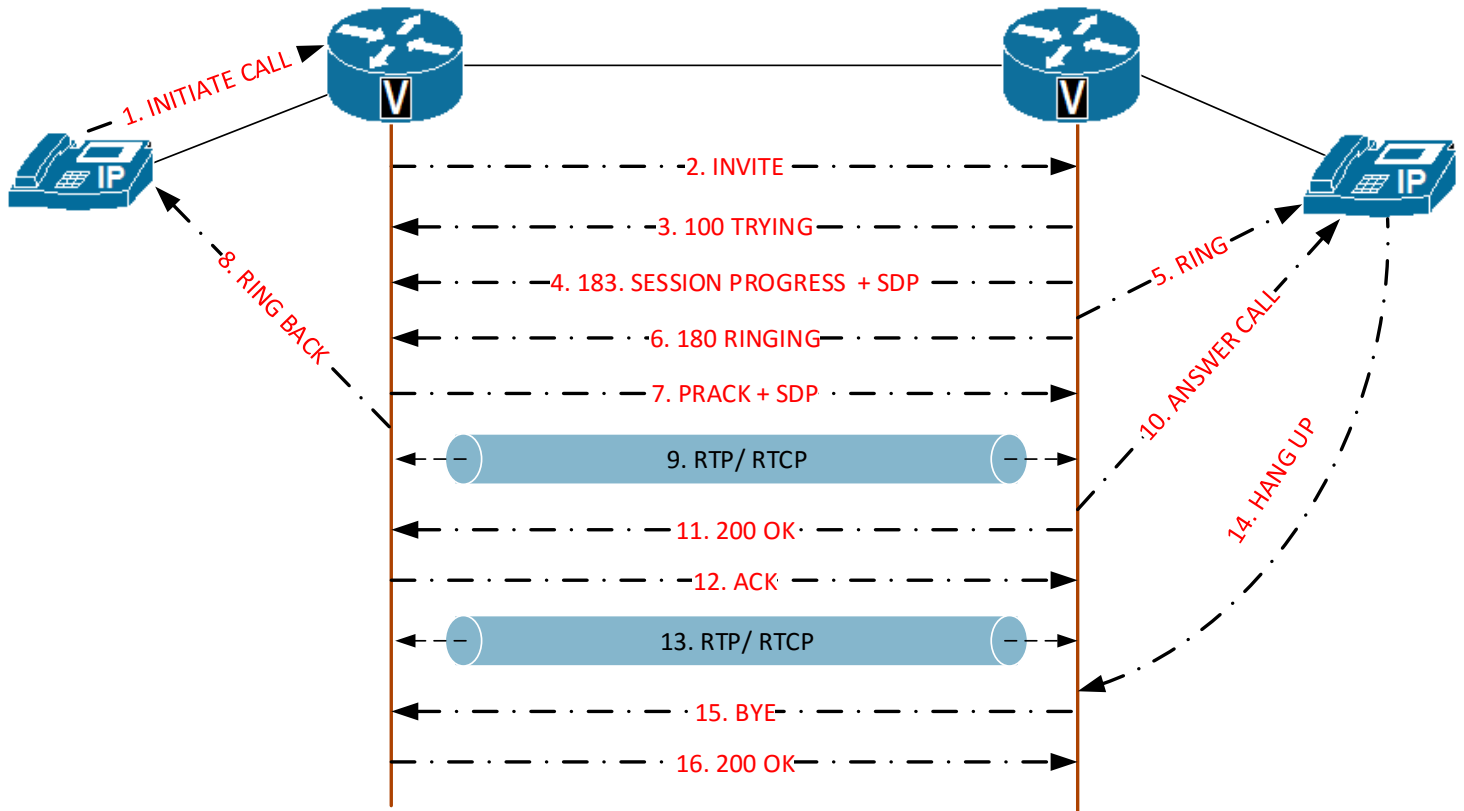 1. INITIATE CALL
V
V
IP
IP
2. INVITE
3. 100 TRYING
4. 183. SESSION PROGRESS + SDP
5. RING
6. 180 RINGING
7. PRACK + SDP
8. RING BACK
9. RTP/ RTCP
10. ANSWER CALL
11. 200 OK
12. ACK
13. RTP/ RTCP
14. HANG UP
15. BYE
16. 200 OK